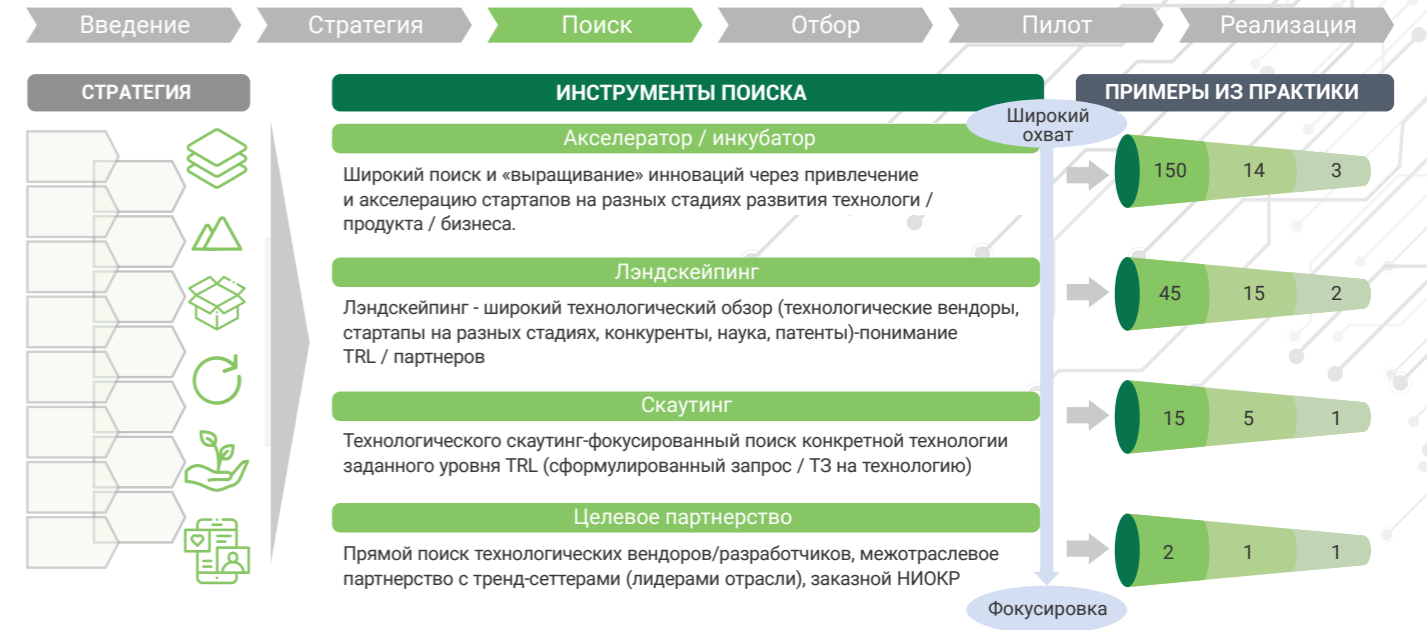 Введение
Стратегия
Поиск
Отбор
Пилот
Реализация
СТРАТЕГИЯ
ИНСТРУМЕНТЫ ПОИСКА
ПРИМЕРЫ ИЗ ПРАКТИКИ
Широкий
охват
Акселератор / инкубатор
Широкий поиск и «выращивание» инноваций через привлечение
и акселерацию стартапов на разных стадиях развития технологи /
продукта / бизнеса.
150 14 3
Лэндскейпинг
Лэндскейпинг - широкий технологический обзор (технологические вендоры,
стартапы на разных стадиях, конкуренты, наука, патенты)-понимание
TRL / партнеров
45 15 2
Скаутинг
Технологического скаутинг-фокусированный поиск конкретной технологии
заданного уровня TRL (сформулированный запрос / ТЗ на технологию)
15 5 1
Целевое партнерство
Прямой поиск технологических вендоров/разработчиков, межотраслевое
партнерство с тренд-сеттерами (лидерами отрасли), заказной НИОКР
2 1 1
Фокусировка